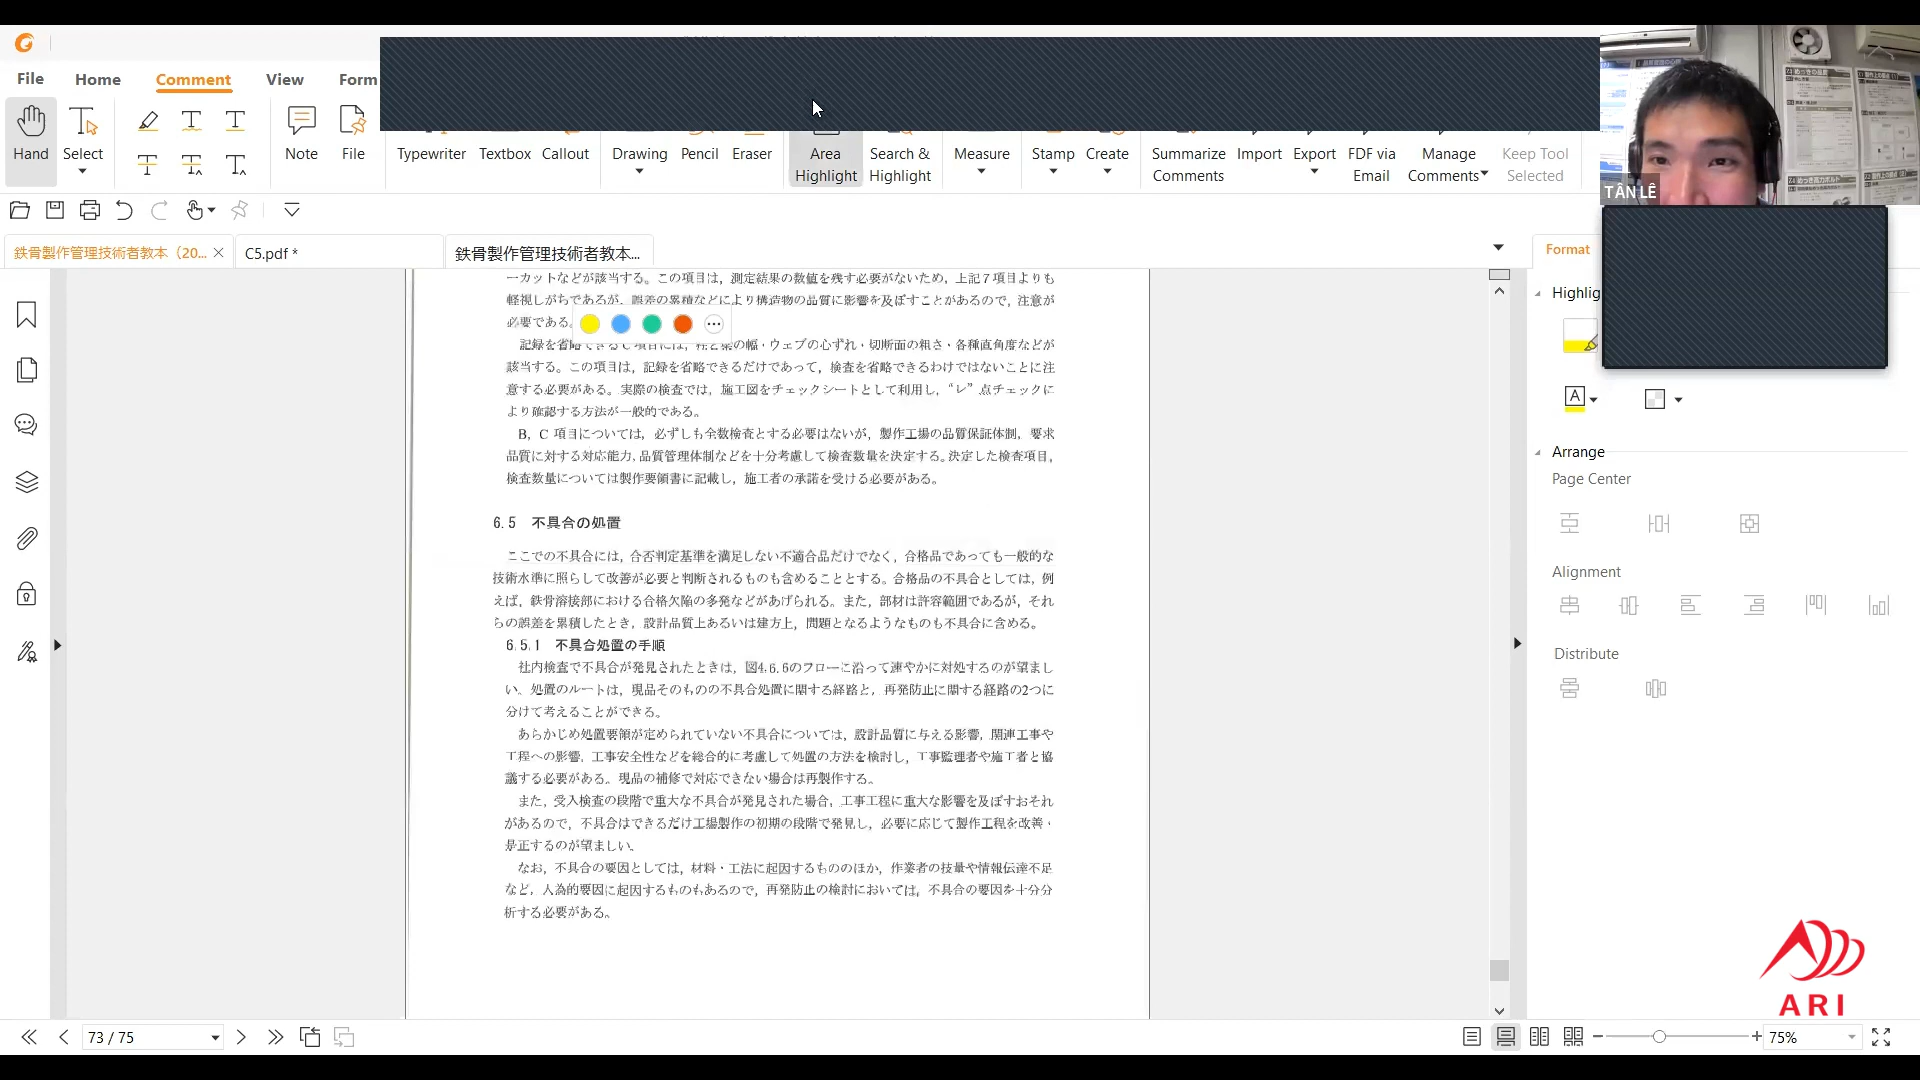 File
Home
Comment
View
Form
Hand
Select
Note
File
Typewriter
Textbox
Callout
Drawing
Pencil
Eraser
Area Highlight
Search & Highlight
Measure
Stamp
Create
Summarize Comments
Import
Export
FDF via Email
Manage Comments
Keep Tool Selected
TÂN LÊ
鉄骨製作管理技術者教本（20...
C5.pdf *
鉄骨製作管理技術者教本...
Format
ーカットなどが該当する。この項目は，測定結果の数値を残す必要がないため，上記７項目よりも
軽視しがちであるが，誤差の累積などにより構造物の品質に影響を及ぼすことがあるので，注意が
必要である。
記録を省略できるＣ項目には，柱と梁の幅・ウェブの心ずれ・切断面の粗さ・各種直角度などが
該当する。この項目は，記録を省略できるだけであって，検査を省略できるわけではないことに注
意する必要がある。実際の検査では，施工図をチェックシートとして利用し，“レ”点チェックに
より確認する方法が一般的である。
B，C 項目については，必ずしも全数検査とする必要はないが，製作工場の品質保証体制，要求
品質に対する対応能力，品質管理体制などを十分考慮して検査数量を決定する。決定した検査項目，
検査数量については製作要領書に記載し，施工者の承諾を受ける必要がある。
6.5　不具合の処置
ここでの不具合には，合否判定基準を満足しない不適合品だけでなく，合格品であっても一般的な
技術水準に照らして改善が必要と判断されるものも含めることとする。合格品の不具合としては，例
えば，鉄骨溶接部における合格欠陥の多発などがあげられる。また，部材は許容範囲であるが，それ
らの誤差を累積したとき，設計品質上あるいは建方上，問題となるようなものも不具合に含める。
6.5.1　不具合処置の手順
社内検査で不具合が発見されたときは，図4.6.6のフローに沿って速やかに対処するのが望まし
い。処置のルートは，現品そのものの不具合処置に関する経路と，再発防止に関する経路の2つに
分けて考えることができる。
あらかじめ処置要領が定められていない不具合については，設計品質に与える影響，関連工事や
工程への影響，工事安全性などを総合的に考慮して処置の方法を検討し，工事監理者や施工者と協
議する必要がある。現品の補修で対応できない場合は再製作する。
また，受入検査の段階で重大な不具合が発見された場合，工事工程に重大な影響を及ぼすおそれ
があるので，不具合はできるだけ工場製作の初期の段階で発見し，必要に応じて製作工程を改善・
是正するのが望ましい。
なお，不具合の要因としては，材料・工法に起因するもののほか，作業者の技量や情報伝達不足
など，人為的要因に起因するものもあるので，再発防止の検討においては，不具合の要因を十分分
析する必要がある。
Highlig
Arrange
Page Center
Alignment
Distribute
ARI
73 / 75
75%